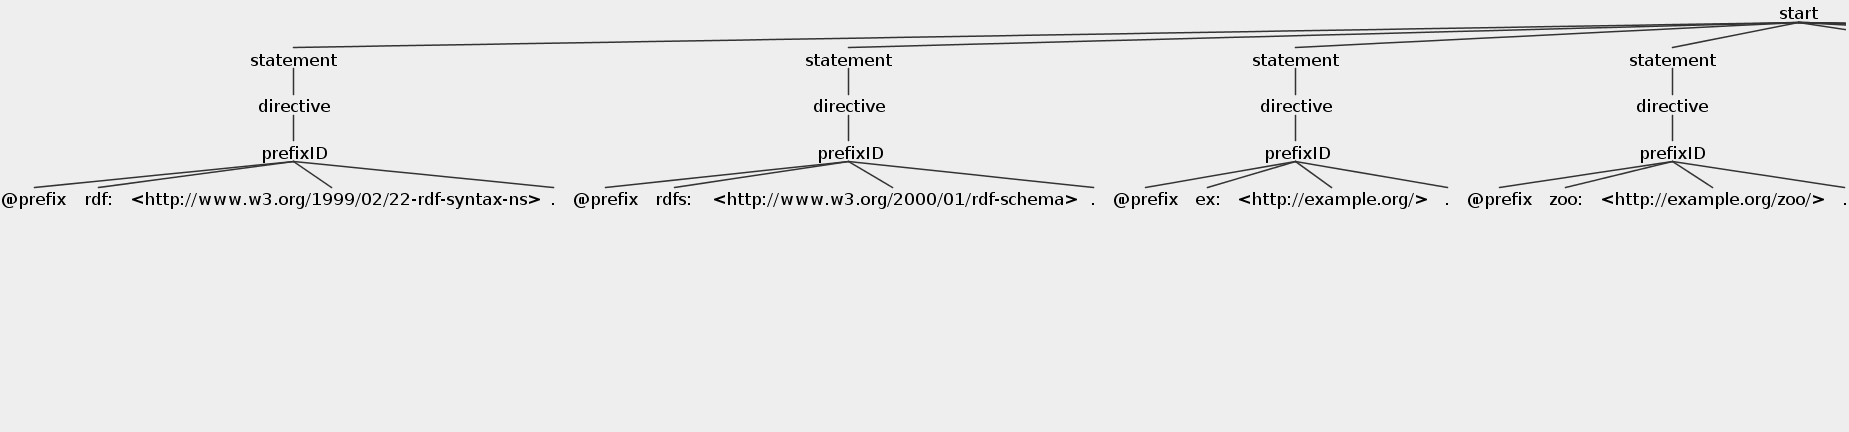 start
statement statement statement statement
directive directive directive directive
prefixID prefixID prefixID prefixID
@prefix rdf: <http://www.w3.org/1999/02/22-rdf-syntax-ns> . @prefix rdfs: <http://www.w3.org/2000/01/rdf-schema> . @prefix ex: <http://example.org/> . @prefix zoo: <http://example.org/zoo/> .